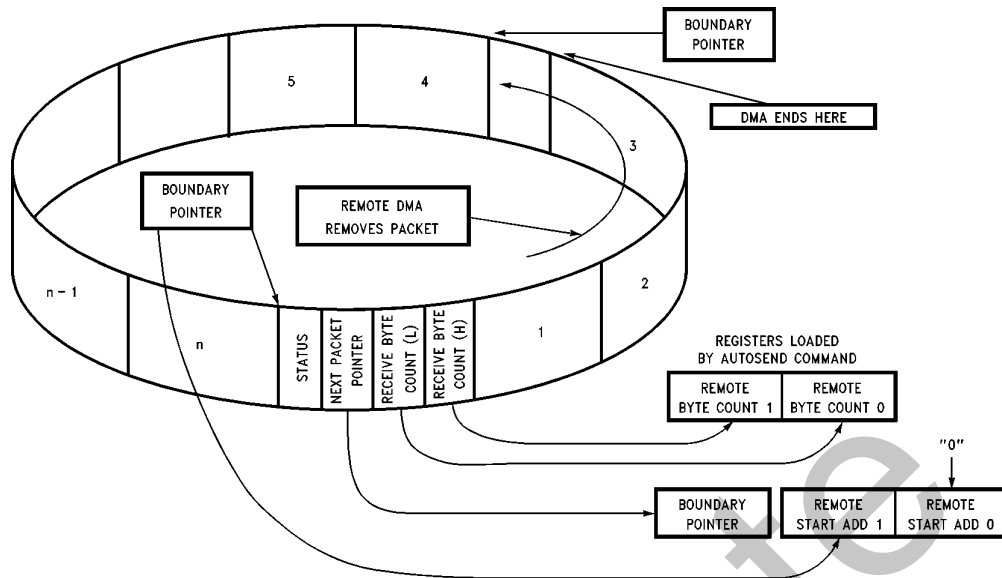 BOUNDARY
POINTER
5
4
DMA ENDS HERE
3
BOUNDARY
POINTER
REMOTE DMA
REMOVES PACKET
n - 1
n
STATUS
NEXT PACKET
POINTER
RECEIVE BYTE
COUNT (L)
RECEIVE BYTE
COUNT (H)
1
2
REGISTERS LOADED
BY AUTOSEND COMMAND
REMOTE
BYTE COUNT 1
REMOTE
BYTE COUNT 0
"0"
BOUNDARY
POINTER
REMOTE
START ADD 1
REMOTE
START ADD 0
te